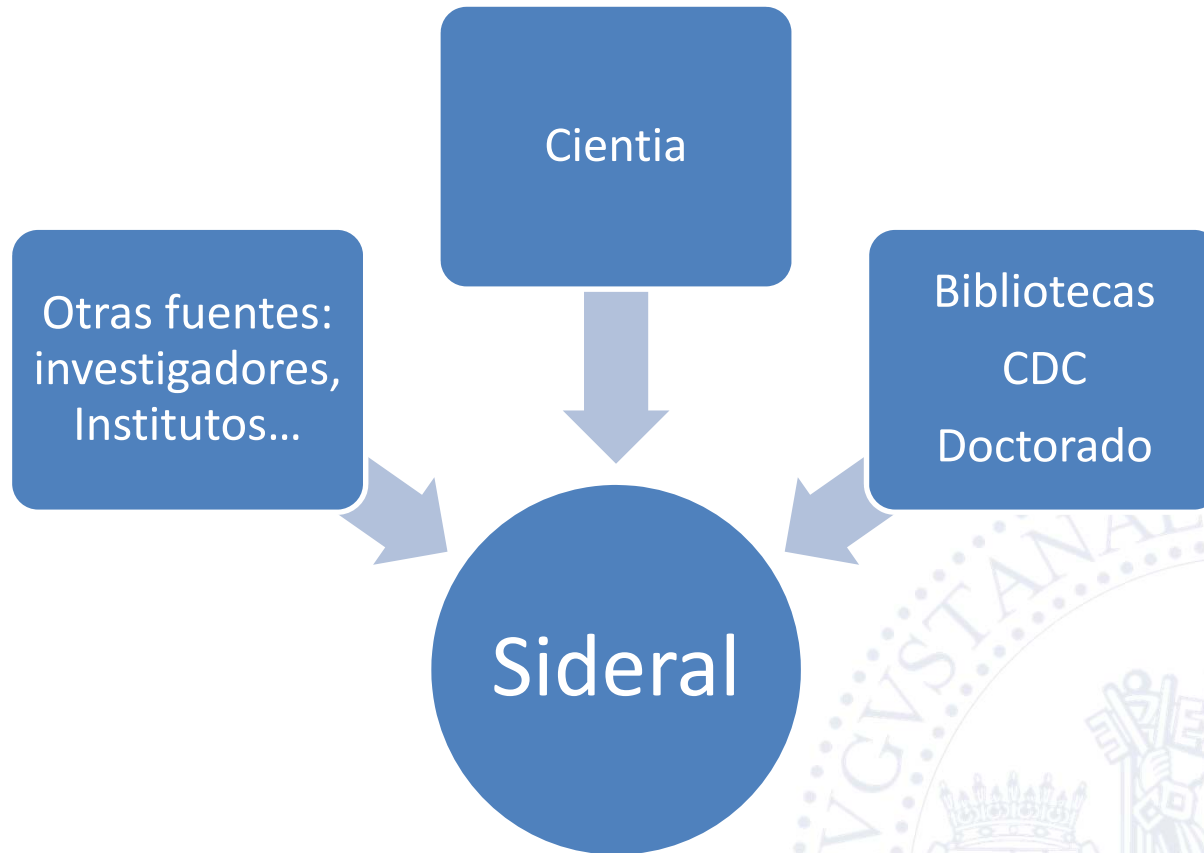 Cientia
Otras fuentes:
investigadores,
Institutos…
Bibliotecas
CDC
Doctorado
Sideral